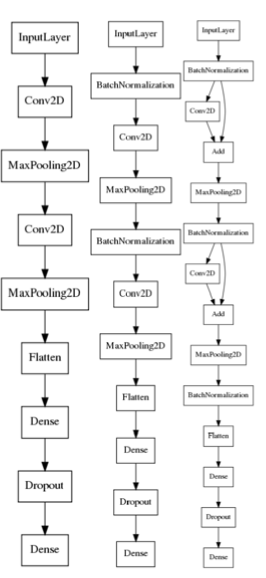 InputLayer
Conv2D
MaxPooling2D
Conv2D
MaxPooling2D
Flatten
Dense
Dropout
Dense
InputLayer
BatchNormalization
Conv2D
MaxPooling2D
BatchNormalization
Conv2D
MaxPooling2D
Flatten
Dense
Dropout
Dense
InputLayer
BatchNormalization
Conv2D
Add
MaxPooling2D
BatchNormalization
Conv2D
Add
MaxPooling2D
BatchNormalization
Flatten
Dense
Dropout
Dense